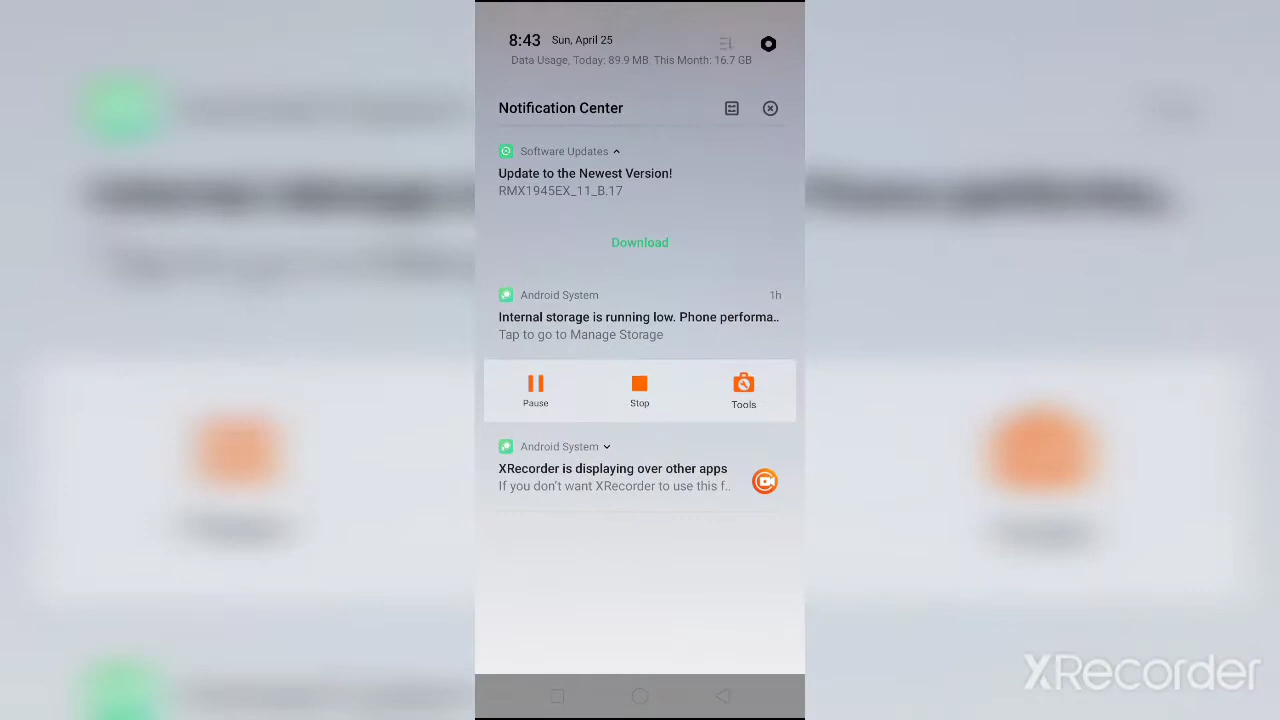 8:43 Sun, April 25
Data Usage, Today: 89.9 MB This Month: 16.7 GB
Notification Center
Software Updates
Update to the Newest Version!
RMX1945EX_11_B.17
Download
Android System 1h
Internal storage is running low. Phone performa..
Tap to go to Manage Storage
Pause Stop Tools
Android System
XRecorder is displaying over other apps
If you don't want XRecorder to use this f..
XRecorder